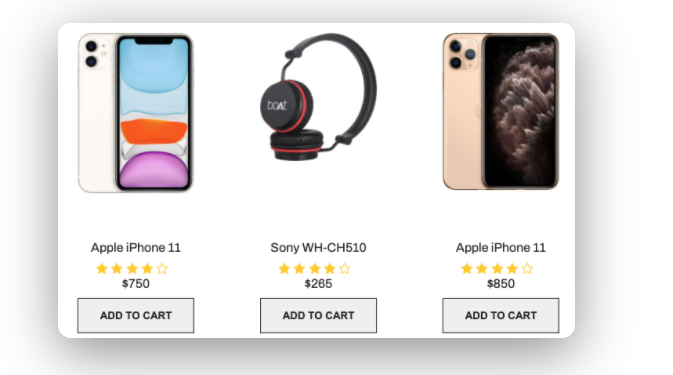 boAt
Apple iPhone 11
Sony WH-CH510
Apple iPhone 11
$750
$265
$850
ADD TO CART
ADD TO CART
ADD TO CART